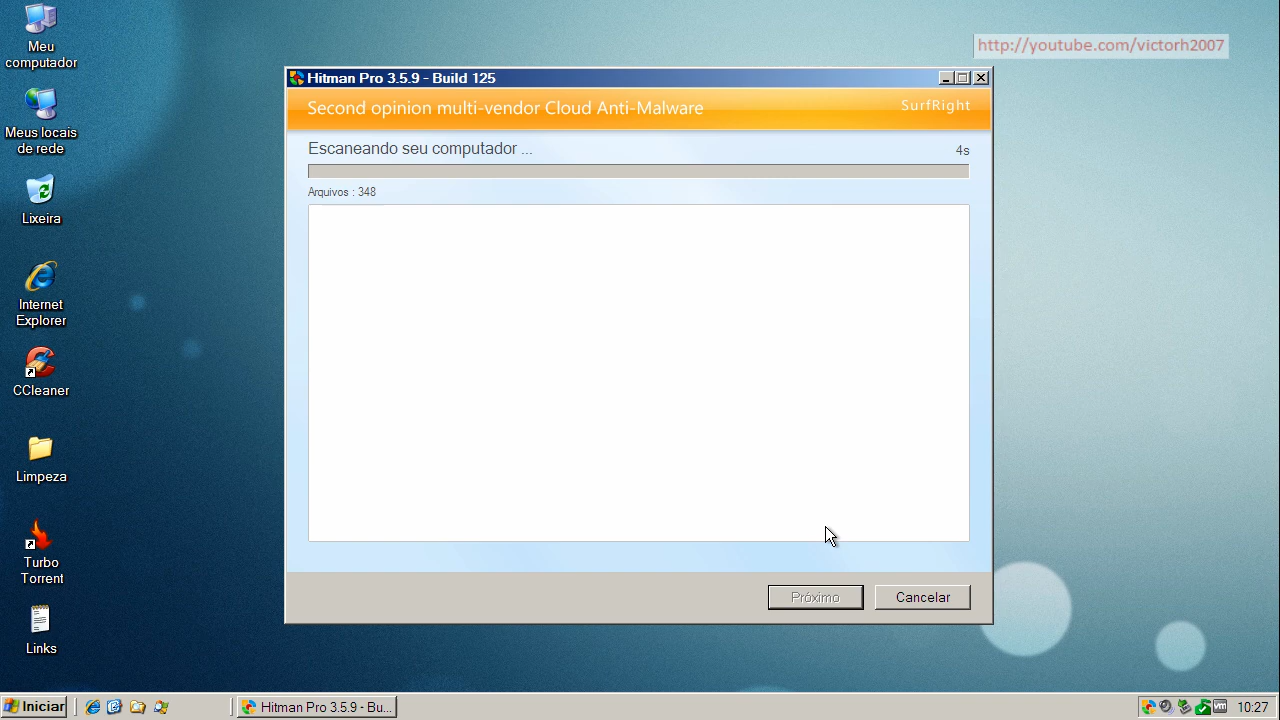 Meu
computador
Meus locais
de rede
Lixeira
Internet
Explorer
CCleaner
Limpeza
Turbo
Torrent
Links
http://youtube.com/victorh2007
Hitman Pro 3.5.9 - Build 125
Second opinion multi-vendor Cloud Anti-Malware
SurfRight
Escaneando seu computador ...
4s
Arquivos : 348
Próximo
Cancelar
Iniciar
Hitman Pro 3.5.9 - Bu...
10:27